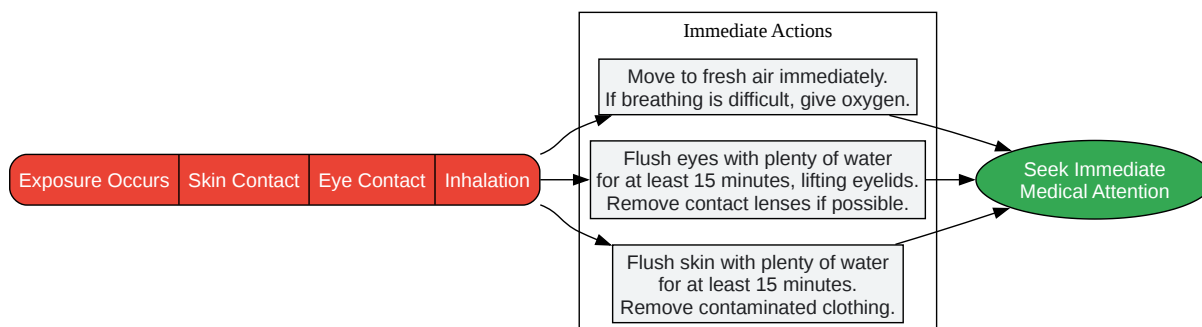 Immediate Actions
Move to fresh air immediately.
If breathing is difficult, give oxygen.
Exposure Occurs
Skin Contact
Eye Contact
Inhalation
Flush eyes with plenty of water
for at least 15 minutes, lifting eyelids.
Remove contact lenses if possible.
Seek Immediate
Medical Attention
Flush skin with plenty of water
for at least 15 minutes.
Remove contaminated clothing.